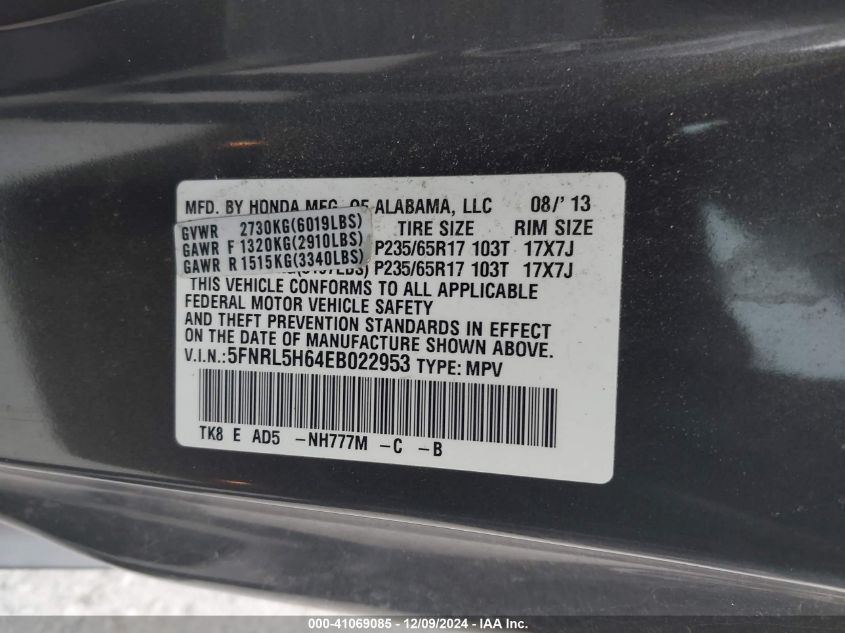 MFD. BY HONDA MFG. OF ALABAMA, LLC 08/' 13
GVWR 2730KG(6019LBS) TIRE SIZE RIM SIZE
GAWR F 1320KG(2910LBS) P235/65R17 103T 17X7J
GAWR R 1515KG(3340LBS) P235/65R17 103T 17X7J
THIS VEHICLE CONFORMS TO ALL APPLICABLE
FEDERAL MOTOR VEHICLE SAFETY
AND THEFT PREVENTION STANDARDS IN EFFECT
ON THE DATE OF MANUFACTURE SHOWN ABOVE.
V.I.N.:5FNRL5H64EB022953 TYPE:MPV
TK8 E AD5 -NH777M -C -B
000-41069085 - 12/09/2024 - IAAI.com